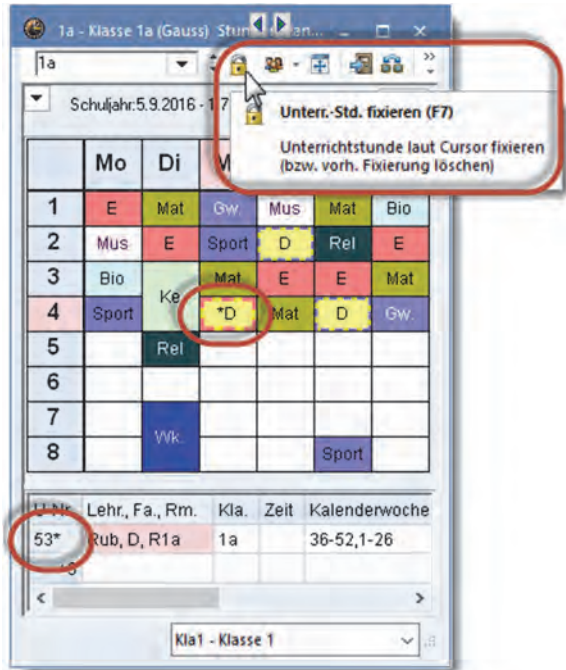 1a - Klasse 1a (Gauss)
1a
Schuljahr:5.9.2016 -
Unterr.-Std. fixieren (F7)
Unterrichtstunde laut Cursor fixieren
(bzw. vorh. Fixierung löschen)
Mo Di
1 E Mat Gw. Mus Mat Bio
2 Mus E Sport D Rel E
3 Bio Ke Mat E E Mat
4 Sport *D Mat D Gw.
5 Rel
6
7 Wk.
8 Sport
U-Nr Lehr., Fa., Rm. Kla. Zeit Kalenderwoche
53* Rub, D, R1a 1a 36-52,1-26
Kla1 - Klasse 1